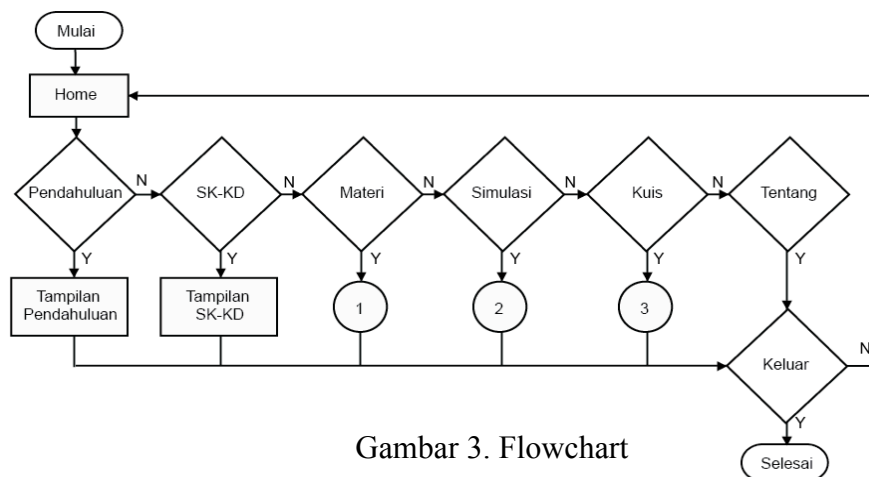 Mulai
Home
Pendahuluan
N
SK-KD
N
Materi
N
Simulasi
N
Kuis
N
Tentang
Y
Y
Y
Y
Y
Y
Tampilan
Pendahuluan
Tampilan
SK-KD
1
2
3
Keluar
N
Y
Selesai
Gambar 3. Flowchart